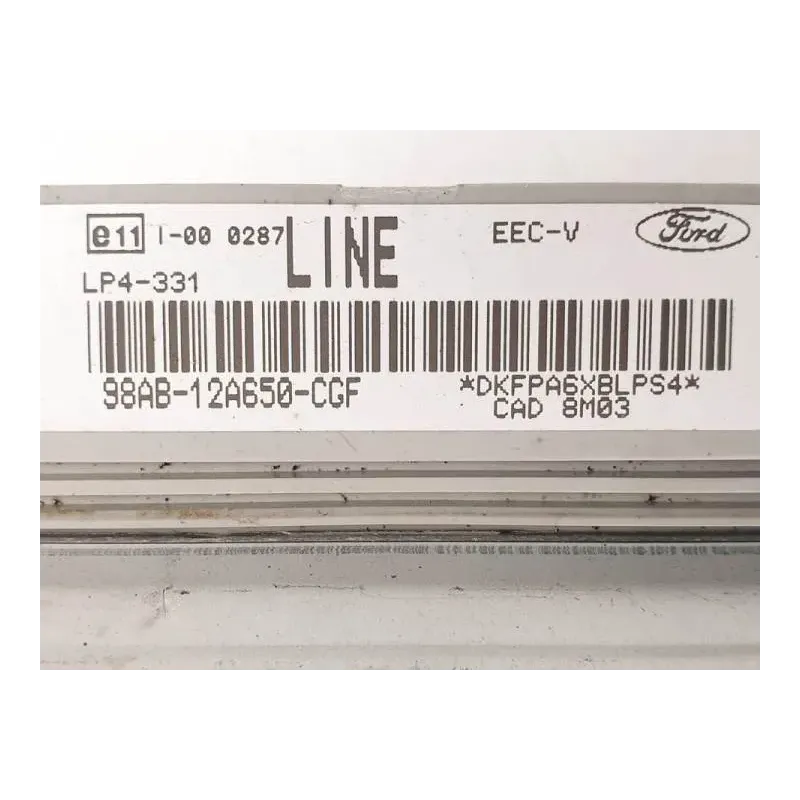 e11 I-00 0287 LINE EEC-V Ford
LP4-331
98AB-12A650-CGF *DKFPA6XBLPS4*
CAD 8M03